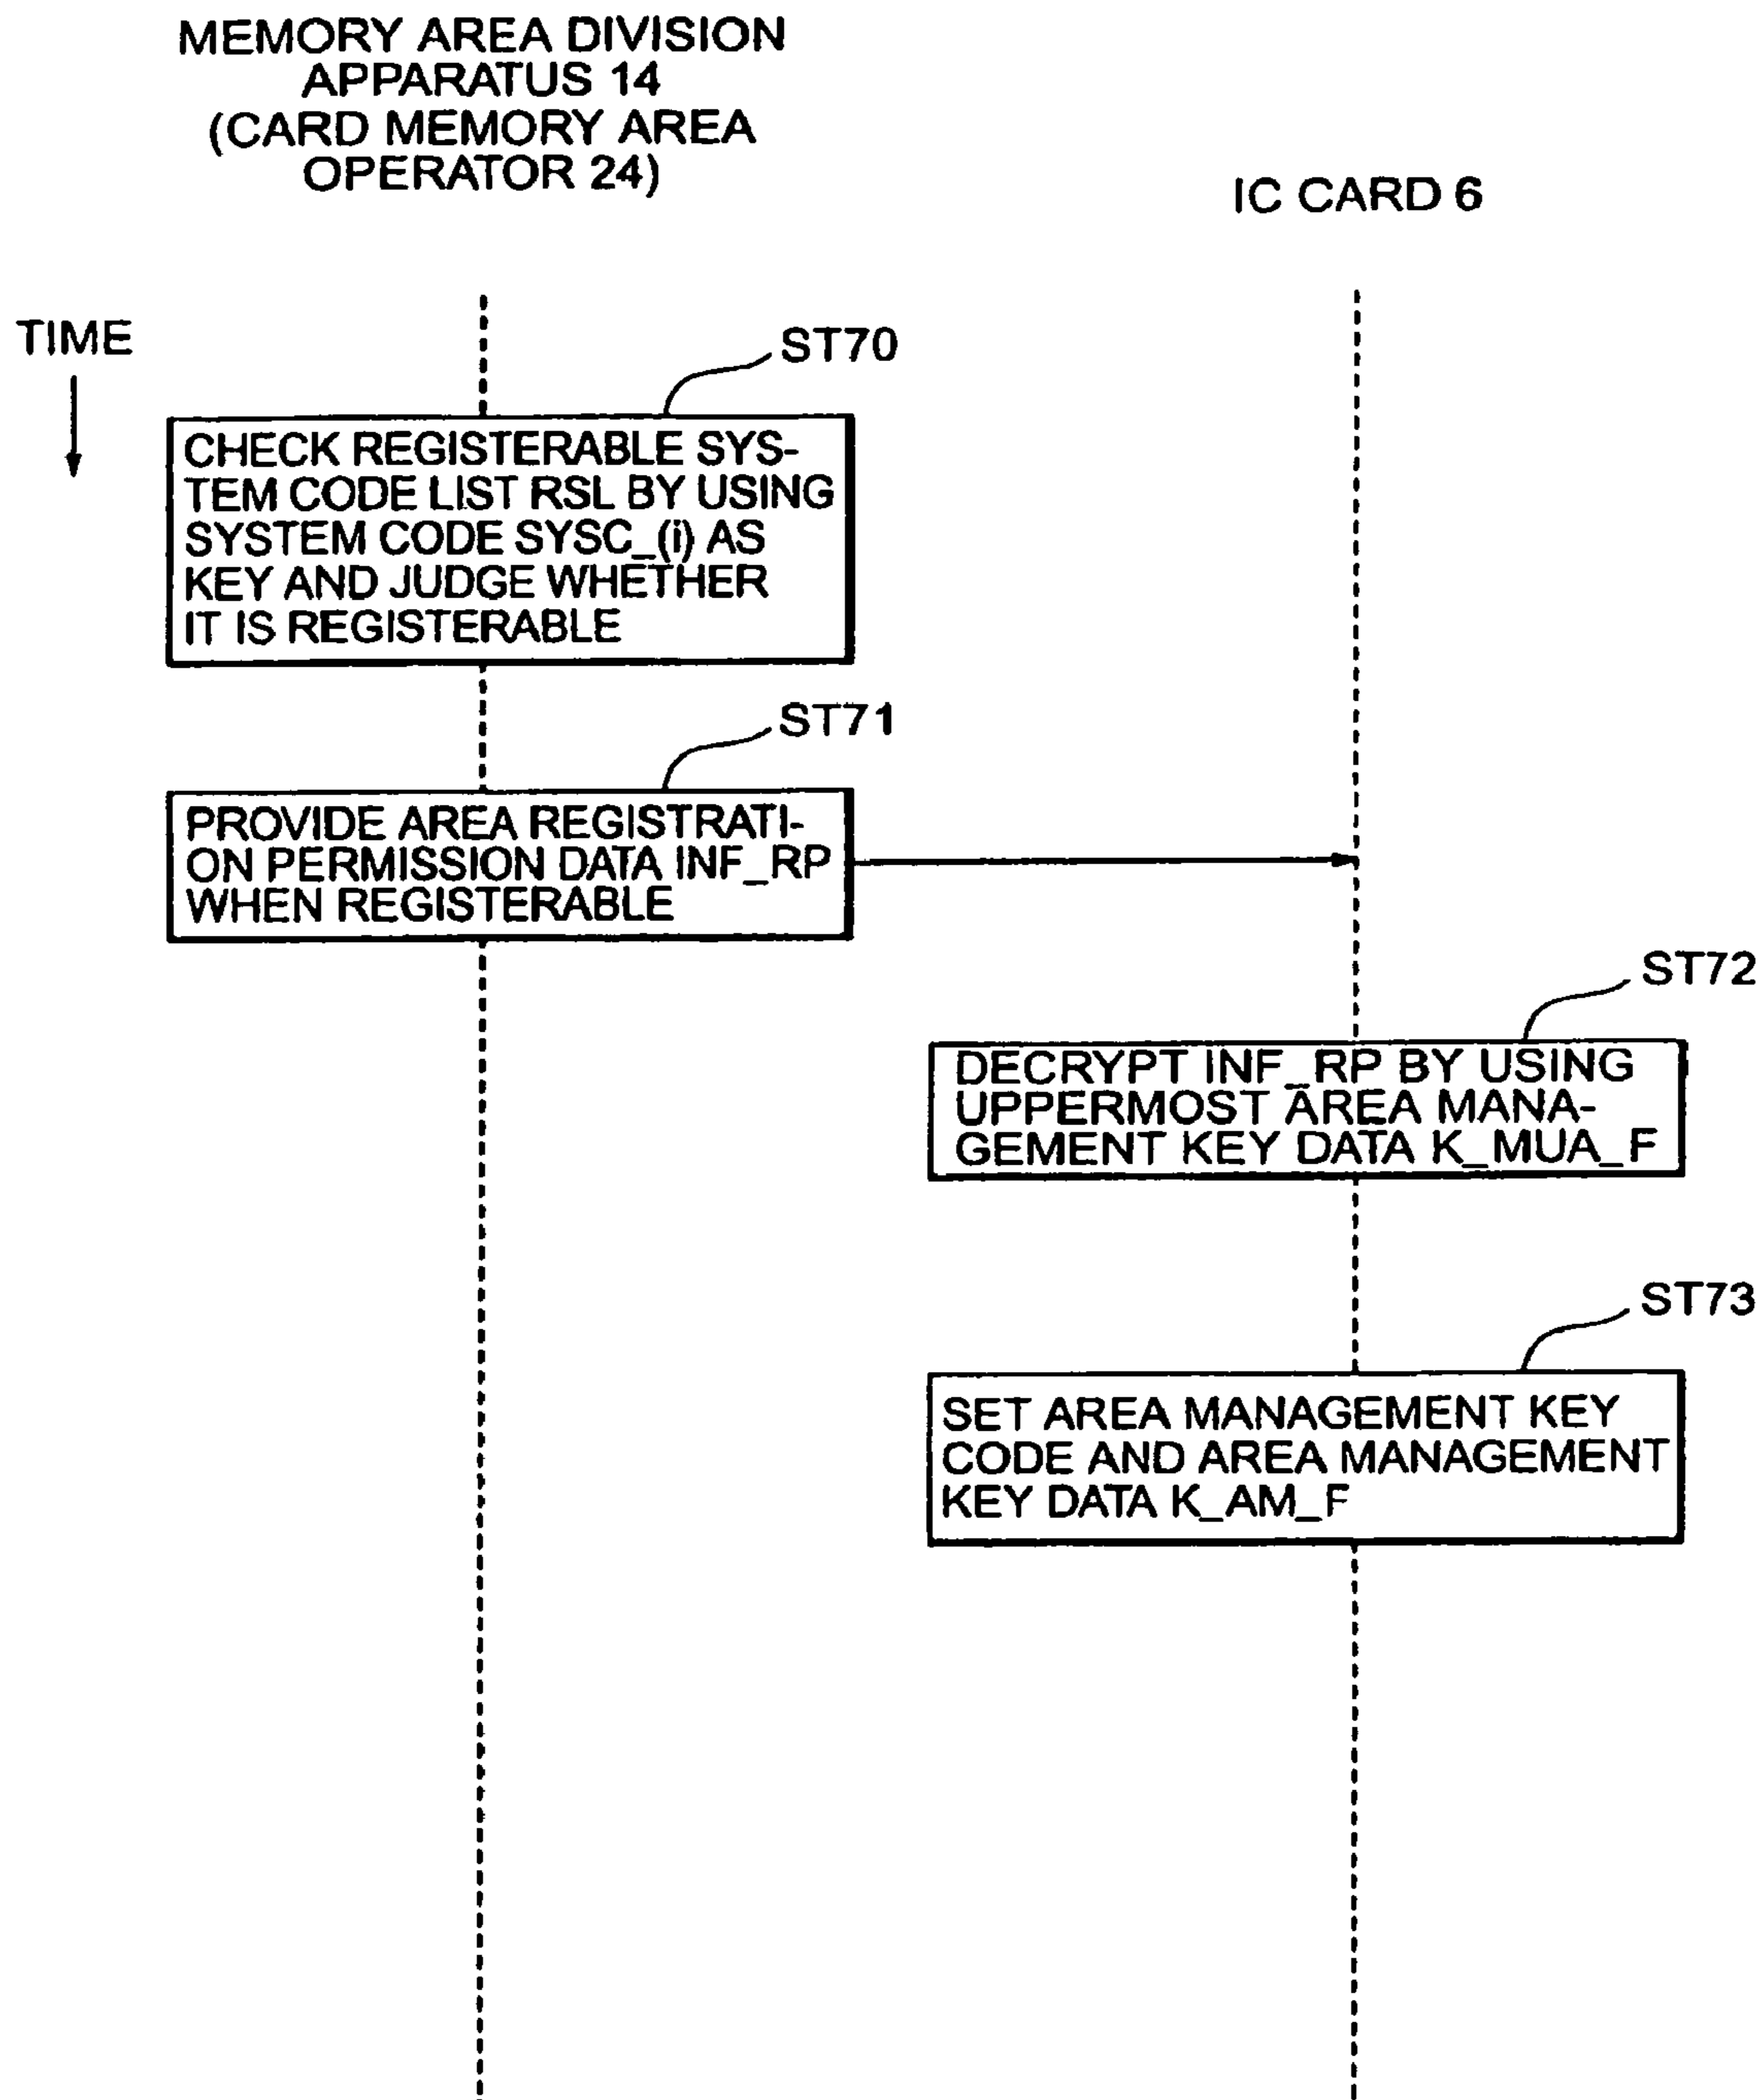 MEMORY AREA DIVISION
APPARATUS 14
(CARD MEMORY AREA
OPERATOR 24)
IC CARD 6
TIME
ST70
CHECK REGISTERABLE SYS-
TEM CODE LIST RSL BY USING
SYSTEM CODE SYSC_(i) AS
KEY AND JUDGE WHETHER
IT IS REGISTERABLE
ST71
PROVIDE AREA REGISTRATI-
ON PERMISSION DATA INF_RP
WHEN REGISTERABLE
ST72
DECRYPT INF_RP BY USING
UPPERMOST AREA MANA-
GEMENT KEY DATA K_MUA_F
ST73
SET AREA MANAGEMENT KEY
CODE AND AREA MANAGEMENT
KEY DATA K_AM_F